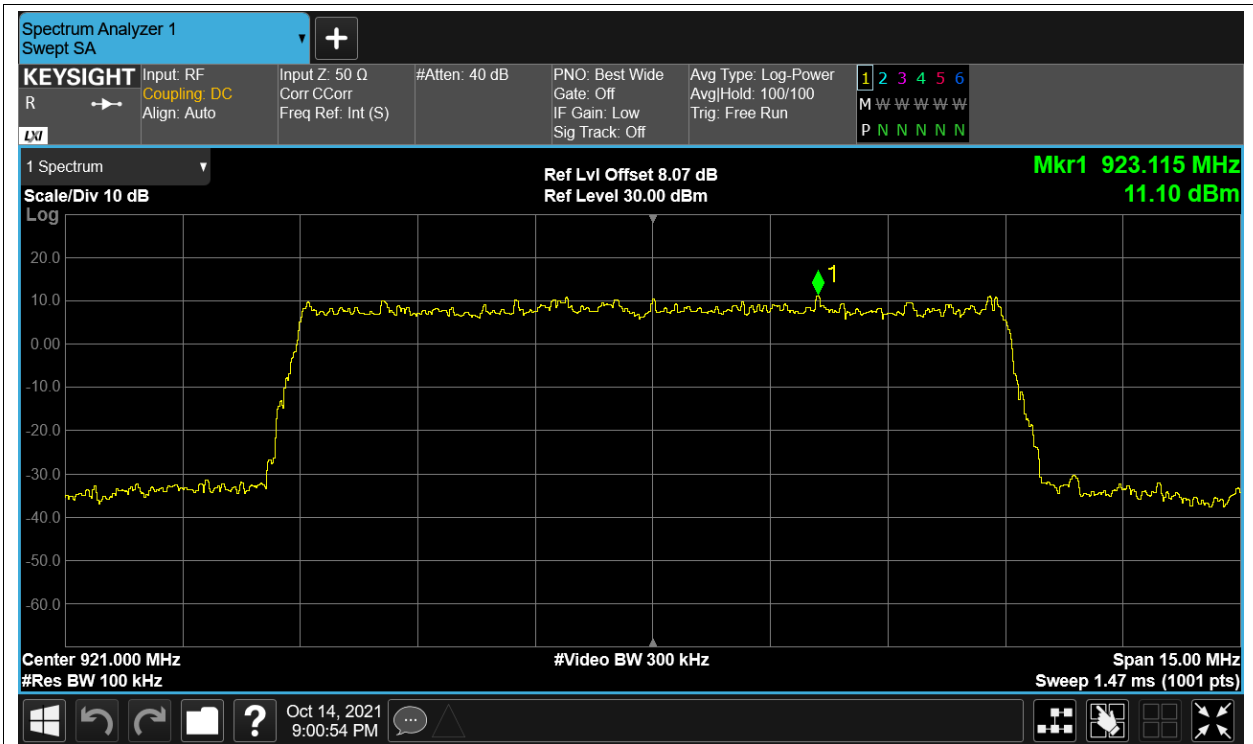 Spectrum Analyzer 1
Swept SA
+
KEYSIGHT
R
LXI
Input: RF
Coupling: DC
Align: Auto
Input Z: 50 Ω
Corr CCorr
Freq Ref: Int (S)
#Atten: 40 dB
PNO: Best Wide
Gate: Off
IF Gain: Low
Sig Track: Off
Avg Type: Log-Power
Avg|Hold: 100/100
Trig: Free Run
1 2 3 4 5 6
M W W W W W W
P N N N N N
1 Spectrum
Scale/Div 10 dB
Log
Ref Lvl Offset 8.07 dB
Ref Level 30.00 dBm
Mkr1 923.115 MHz
11.10 dBm
1
20.0
10.0
0.00
-10.0
-20.0
-30.0
-40.0
-50.0
-60.0
Center 921.000 MHz
#Res BW 100 kHz
#Video BW 300 kHz
Span 15.00 MHz
Sweep 1.47 ms (1001 pts)
?
Oct 14, 2021
9:00:54 PM